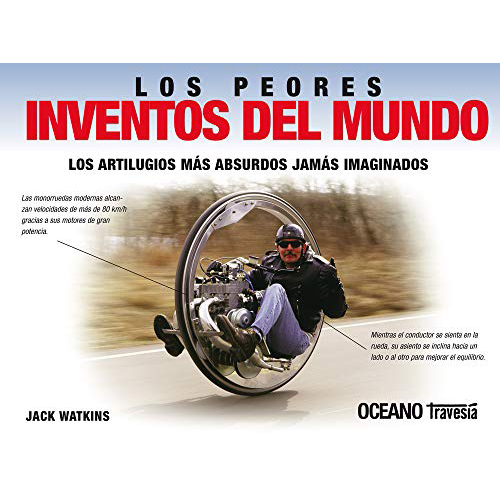 LOS PEORES
INVENTOS DEL MUNDO
LOS ARTILUGIOS MÁS ABSURDOS JAMÁS IMAGINADOS
Las monorruedas modernas alcan-
zan velocidades de más de 80 km/h
gracias a sus motores de gran
potencia.
Mientras el conductor se sienta en la
rueda, su asiento se inclina hacia un
lado o al otro para mejorar el equilibrio.
JACK WATKINS
OCEANO travesía